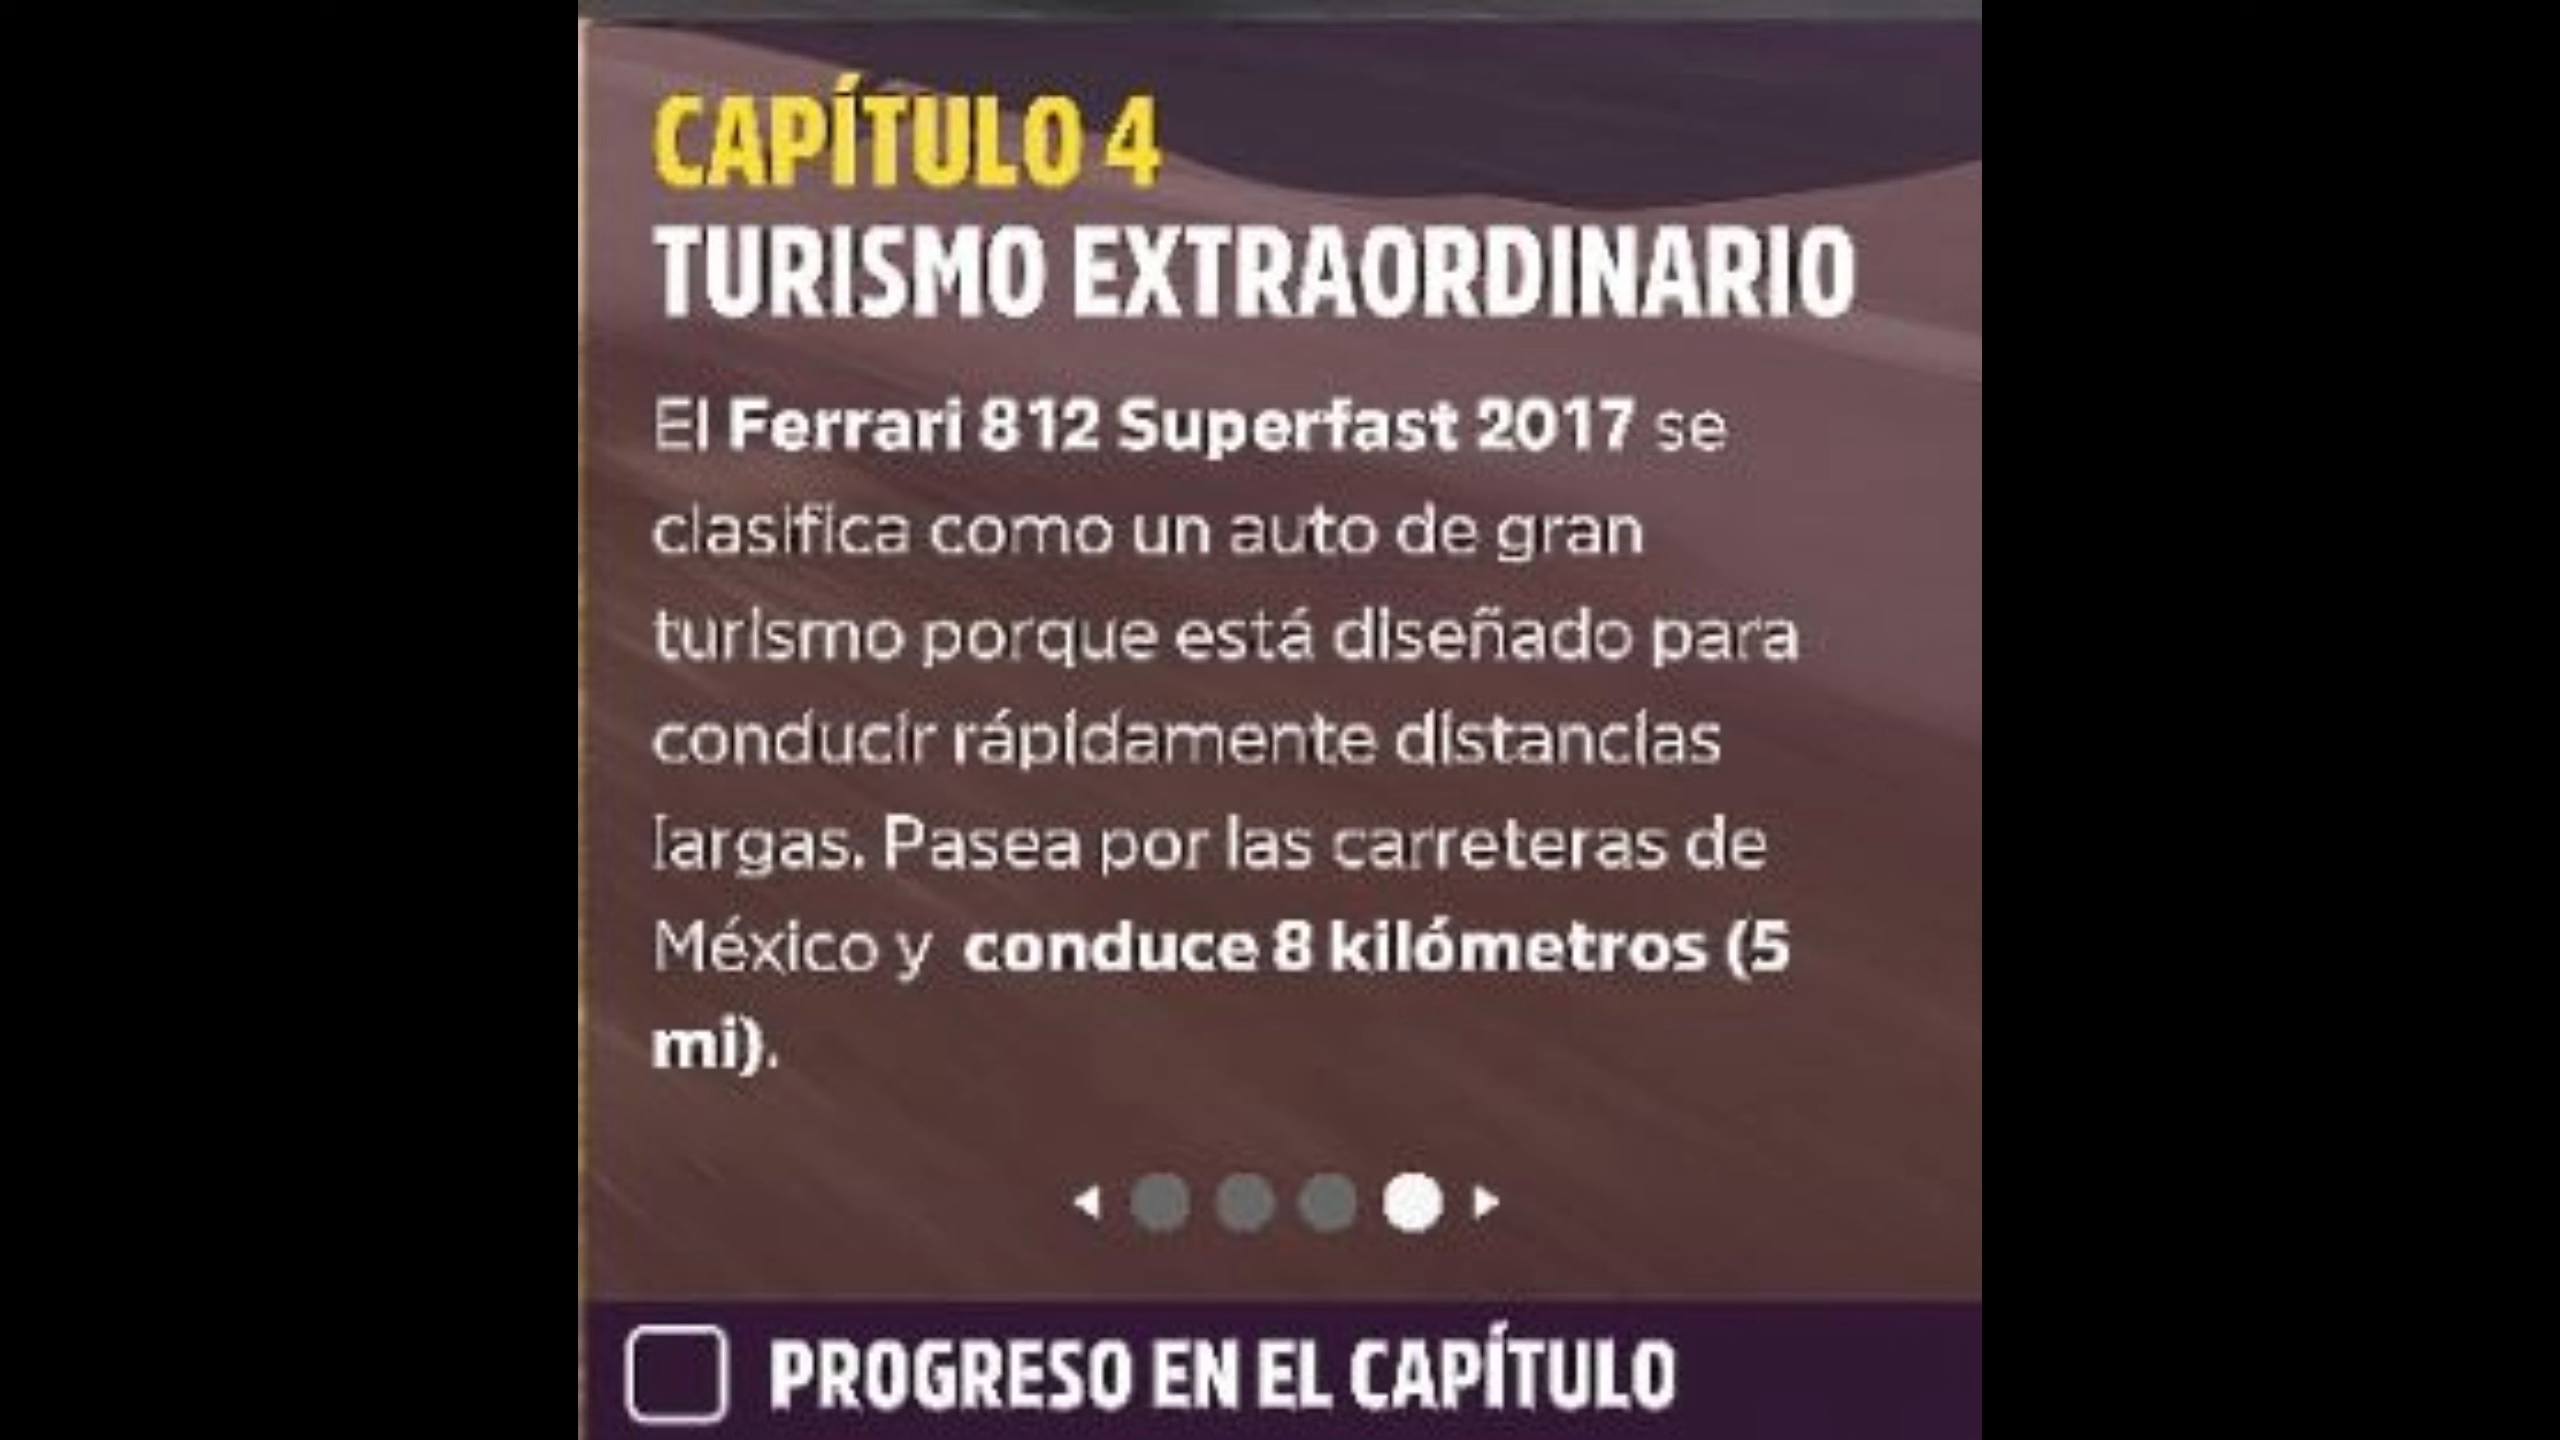 CAPÍTULO 4
TURISMO EXTRAORDINARIO
El Ferrari 812 Superfast 2017 se
clasifica como un auto de gran
turismo porque está diseñado para
conducir rápidamente distancias
largas. Pasea por las carreteras de
México y conduce 8 kilómetros (5
mi).
PROGRESO EN EL CAPÍTULO